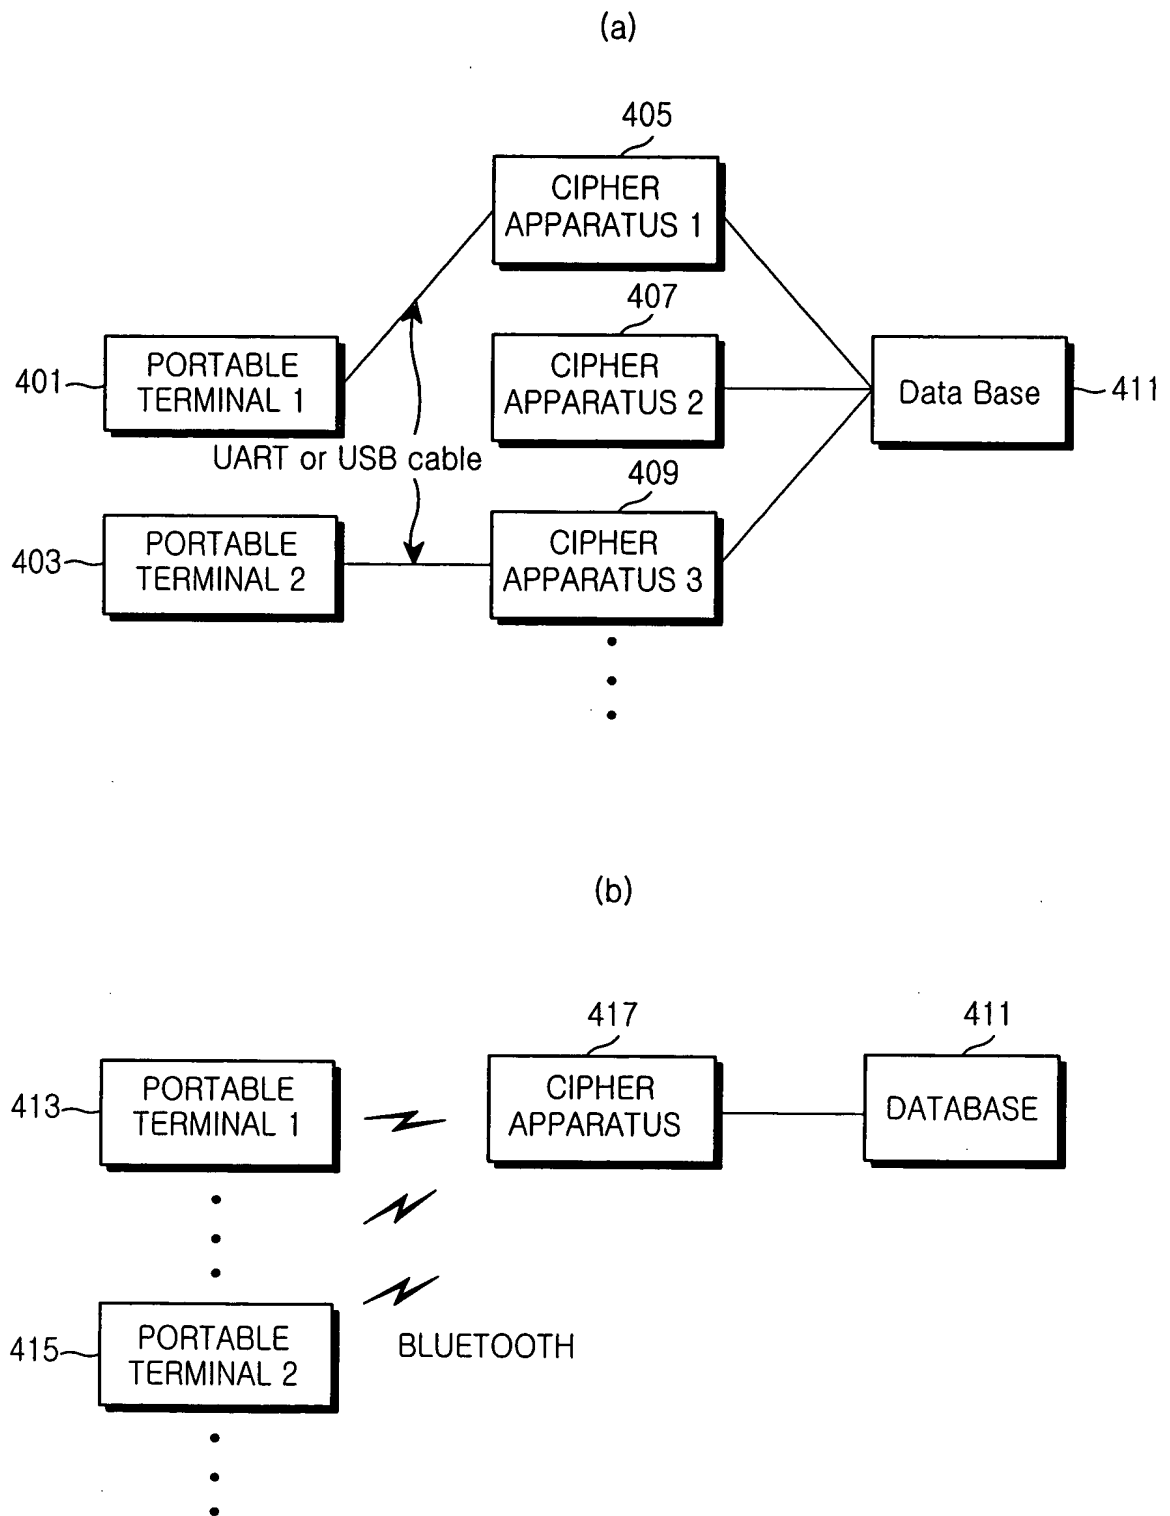 (a)
405
CIPHER
APPARATUS 1
407
401
PORTABLE
TERMINAL 1
CIPHER
APPARATUS 2
Data Base
411
UART or USB cable
409
403
PORTABLE
TERMINAL 2
CIPHER
APPARATUS 3
(b)
417
411
413
PORTABLE
TERMINAL 1
CIPHER
APPARATUS
DATABASE
415
PORTABLE
TERMINAL 2
BLUETOOTH